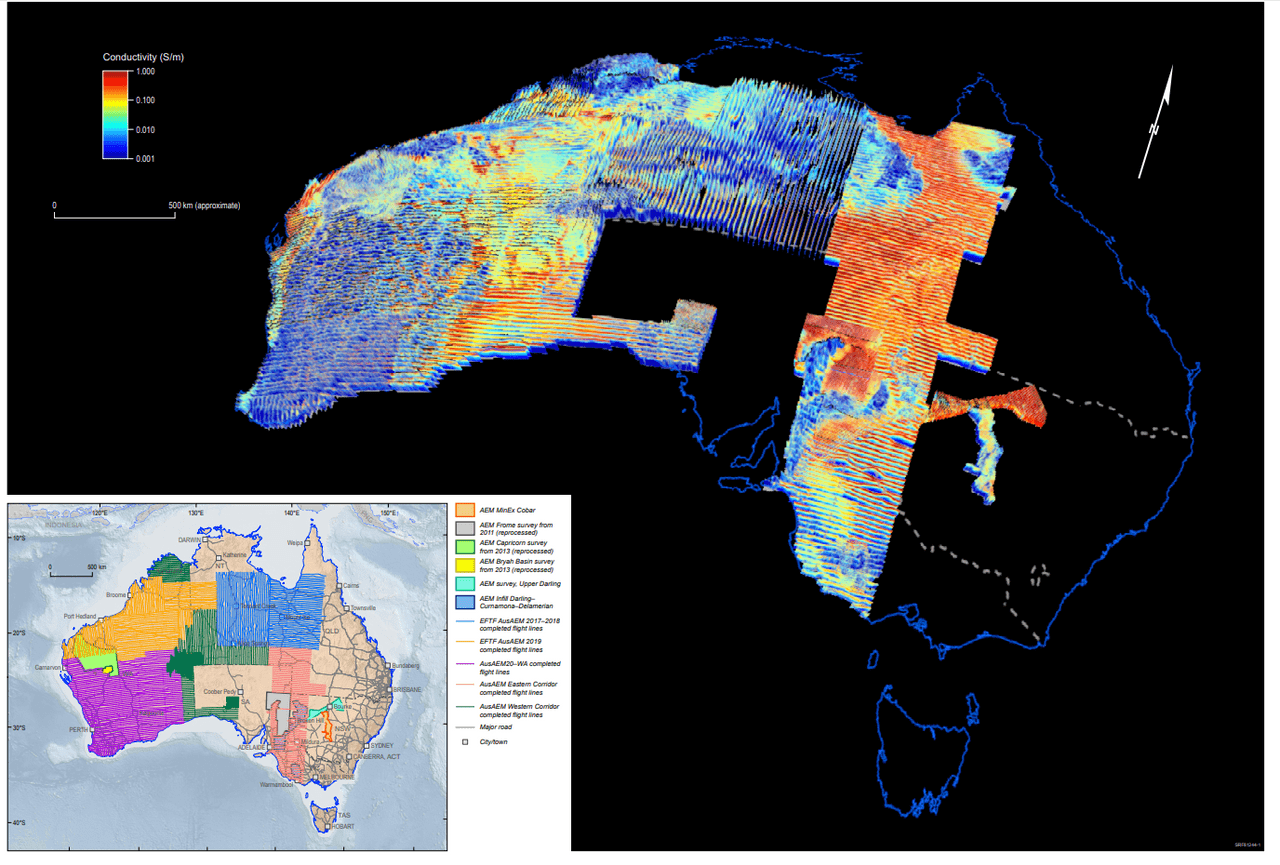 Conductivity (S/m)
1.000
0.100
0.010
0.001
0
500 km (approximate)
N
120°E
130°E
140°E
150°E
INDONESIA
10°S
20°S
30°S
40°S
0
500 km
DARWIN
Katherine
NT
Weipa
Cairns
Townsville
Broome
Port Hedland
QLD
Carnarvon
Bundaberg
BRISBANE
Coober Pedy
SA
Bourke
Broken Hill
NSW
PERTH
ADELAIDE
Mildura
SYDNEY
CANBERRA, ACT
MELBOURNE
Warrnambool
TAS
HOBART
AEM MinEx Cobar
AEM Frome survey from
2011 (reprocessed)
AEM Capricorn survey
from 2013 (reprocessed)
AEM Bryah Basin survey
from 2013 (reprocessed)
AEM survey, Upper Darling
AEM Infill Darling–
Curnamona–Delamerian
EFTF AusAEM 2017–2018
completed flight lines
EFTF AusAEM 2019
completed flight lines
AusAEM20–WA completed
flight lines
AusAEM Eastern Corridor
completed flight lines
AusAEM Western Corridor
completed flight lines
Major road
City/town